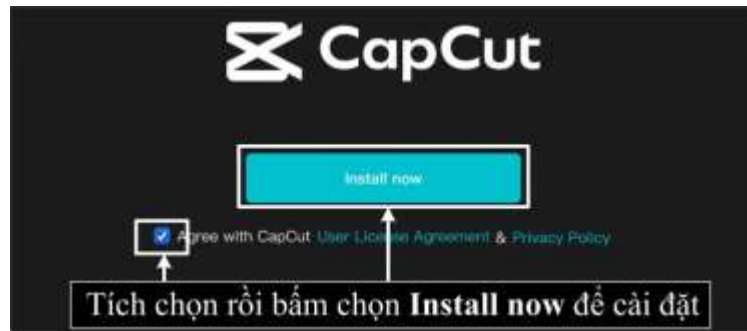 CapCut
Install now
Agree with CapCut User License Agreement & Privacy Policy
Tích chọn rồi bấm chọn Install now để cài đặt